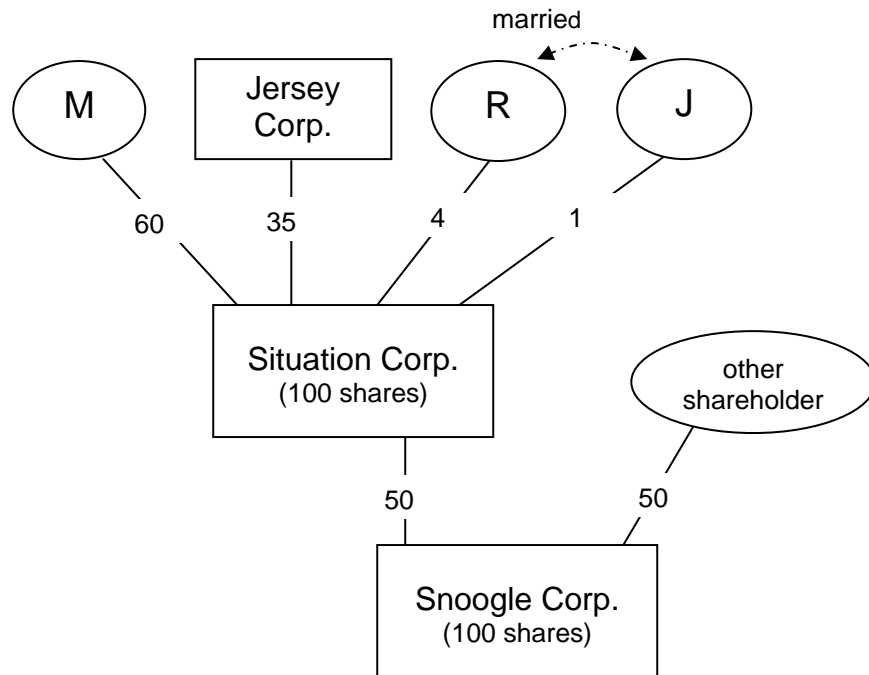 married
M
Jersey
Corp.
R
J
60
35
4
1
Situation Corp.
(100 shares)
other
shareholder
50
50
Snoogle Corp.
(100 shares)